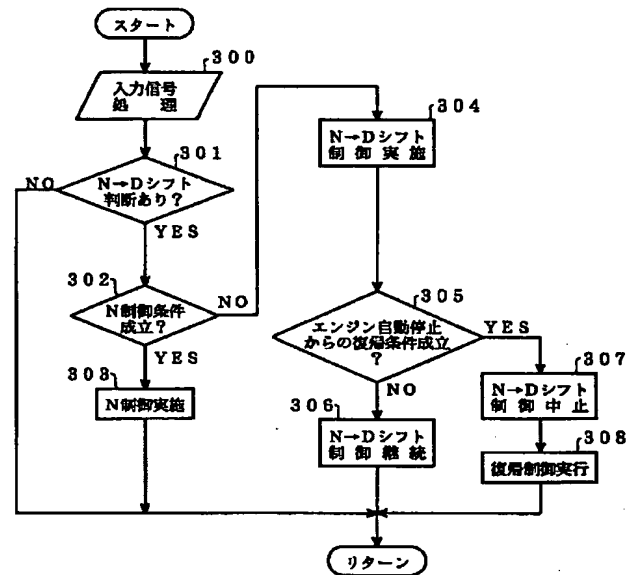 スタート
300
入力信号
処理
301
N→Dシフト
判断あり?
NO
YES
302
N制御条件
成立?
NO
YES
303
N制御実施
304
N→Dシフト
制御実施
305
エンジン自動停止
からの復帰条件成立
?
YES
NO
306
N→Dシフト
制御継続
307
N→Dシフト
制御中止
308
復帰制御実行
リターン